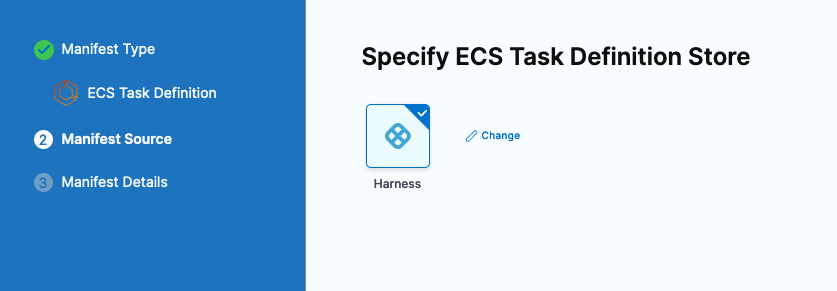 Manifest Type
ECS Task Definition
2 Manifest Source
3 Manifest Details
Specify ECS Task Definition Store
Change
Harness